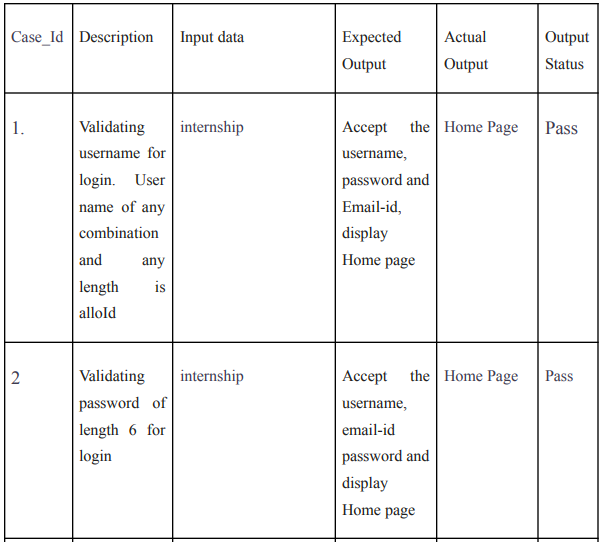 Case_Id Description Input data Expected Output Actual Output Output Status
1. Validating username for login. User name of any combination and any length is alloId internship Accept the username, password and Email-id, display Home page Home Page Pass
2 Validating password of length 6 for login internship Accept the username, email-id password and display Home page Home Page Pass